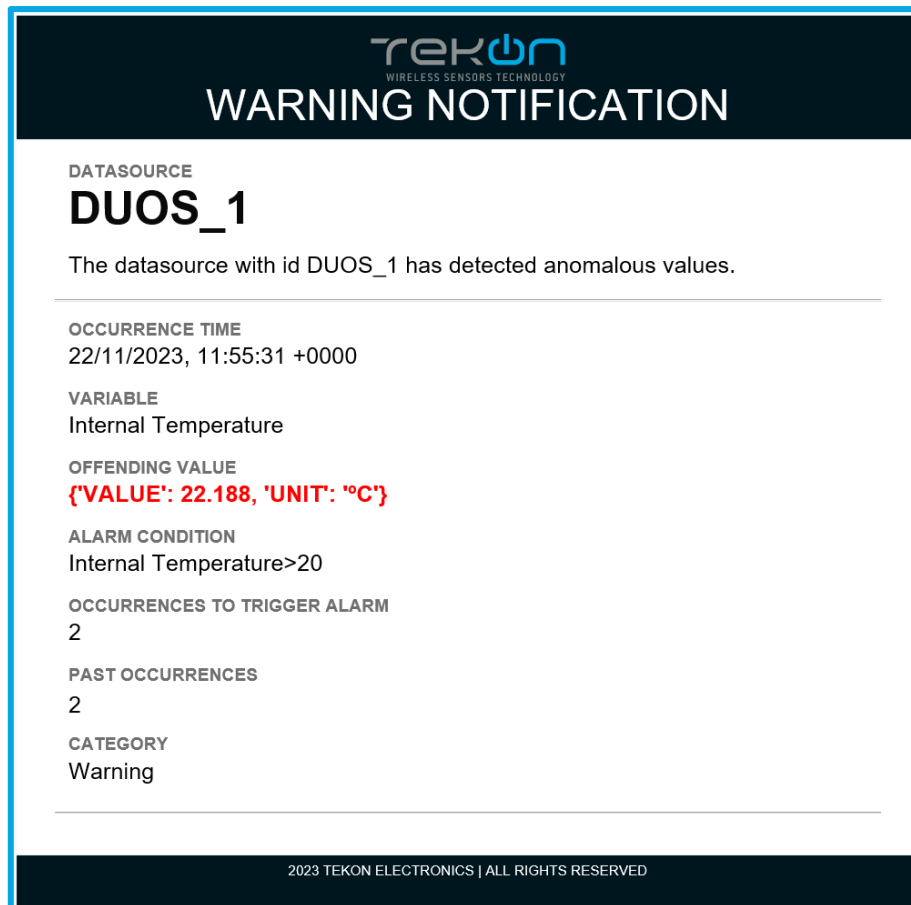 TEKON
WIRELESS SENSORS TECHNOLOGY
WARNING NOTIFICATION
DATASOURCE
DUOS_1
The datasource with id DUOS_1 has detected anomalous values.
OCCURRENCE TIME
22/11/2023, 11:55:31 +0000
VARIABLE
Internal Temperature
OFFENDING VALUE
{'VALUE': 22.188, 'UNIT': 'ºC'}
ALARM CONDITION
Internal Temperature>20
OCCURRENCES TO TRIGGER ALARM
2
PAST OCCURRENCES
2
CATEGORY
Warning
2023 TEKON ELECTRONICS | ALL RIGHTS RESERVED